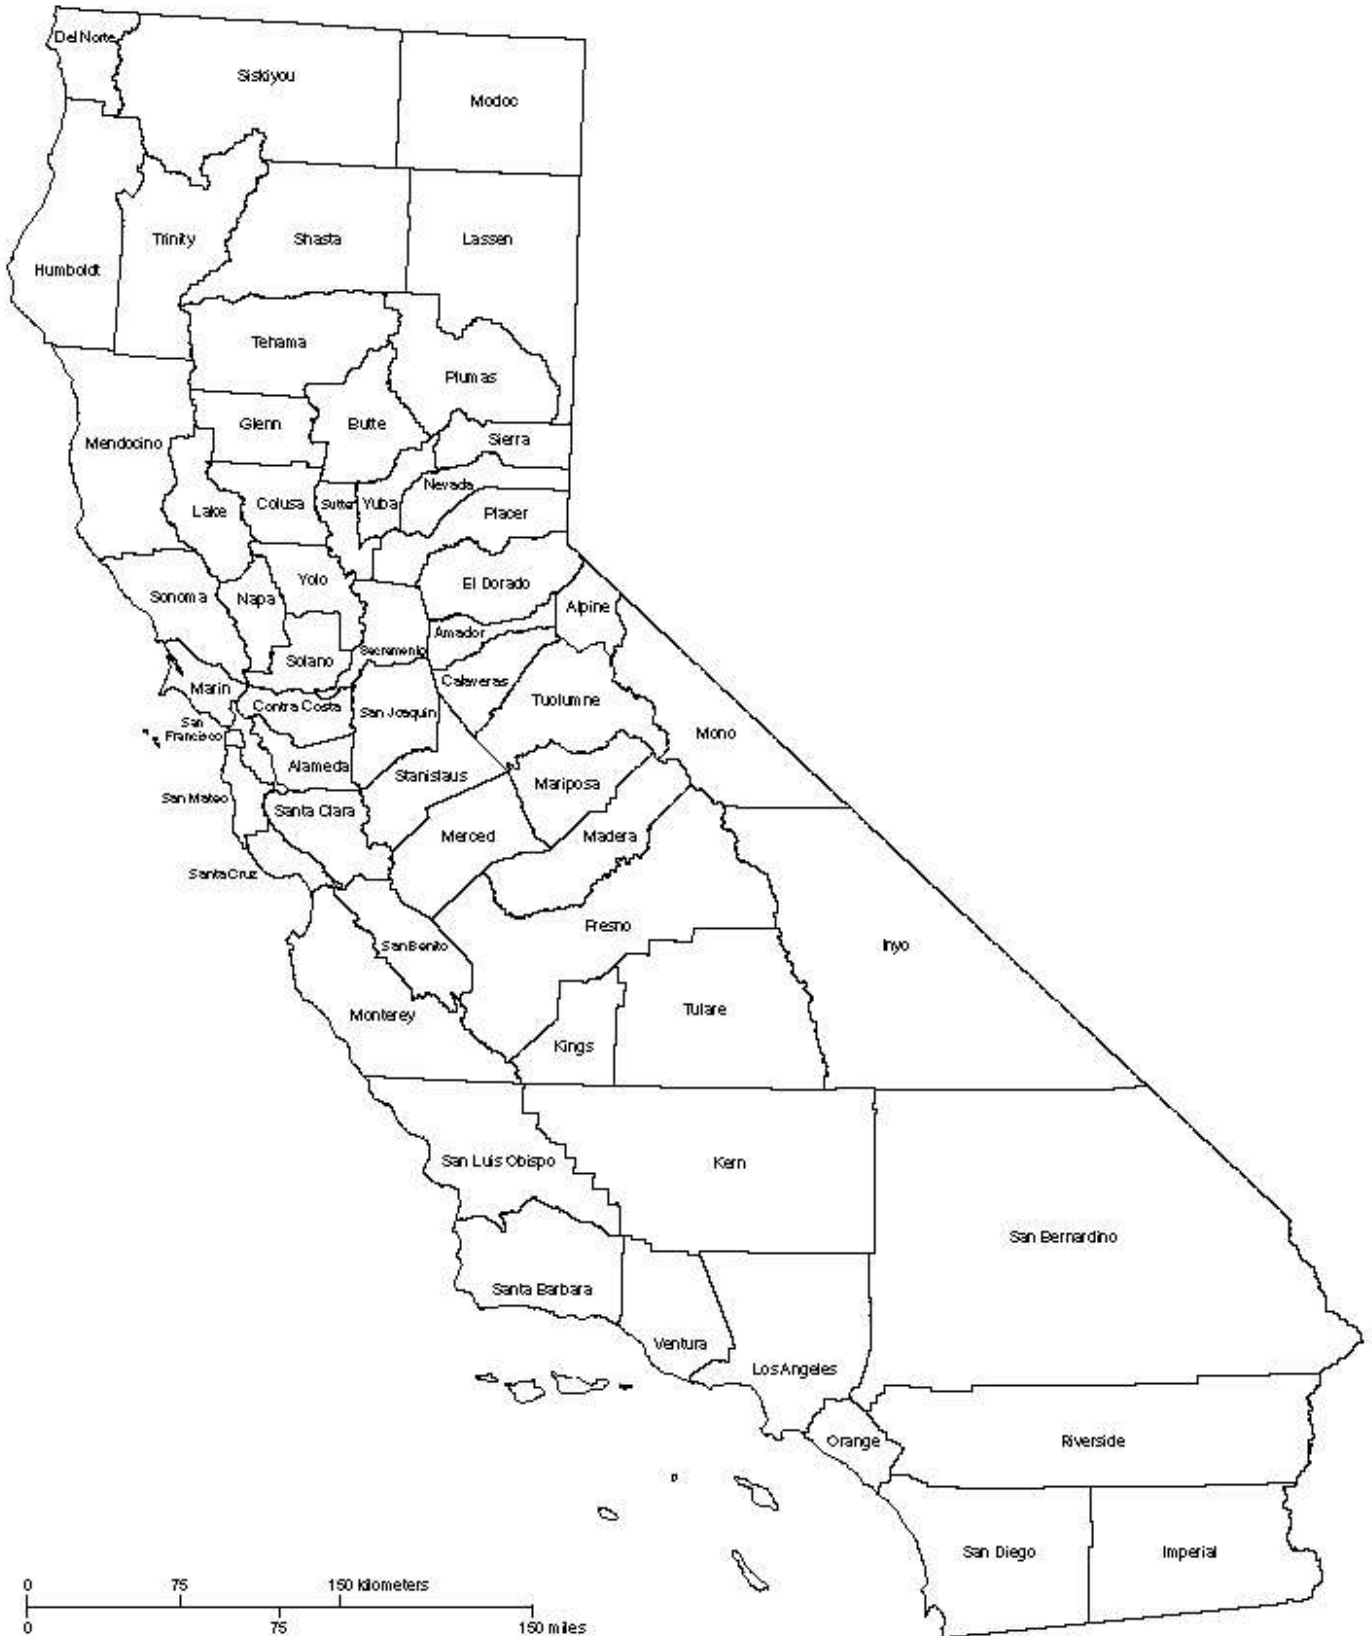 Del Norte
Siskiyou
Modoc
Trinity
Shasta
Lassen
Humboldt
Tehama
Plumas
Glenn
Butte
Mendocino
Sierra
Nevada
Lake
Colusa
Sutter
Yuba
Placer
Sonoma
Napa
Yolo
El Dorado
Alpine
Amador
Sacramento
Solano
Marin
Calaveras
Contra Costa
San Joaquin
Tuolumne
San
Francisco
Mono
Alameda
Stanislaus
Mariposa
San Mateo
Santa Clara
Merced
Madera
Santa Cruz
Fresno
San Benito
Inyo
Monterey
Kings
Tulare
San Luis Obispo
Kern
San Bernardino
Santa Barbara
Ventura
Los Angeles
Orange
Riverside
San Diego
Imperial
0 75 150 kilometers
0 75 150 miles